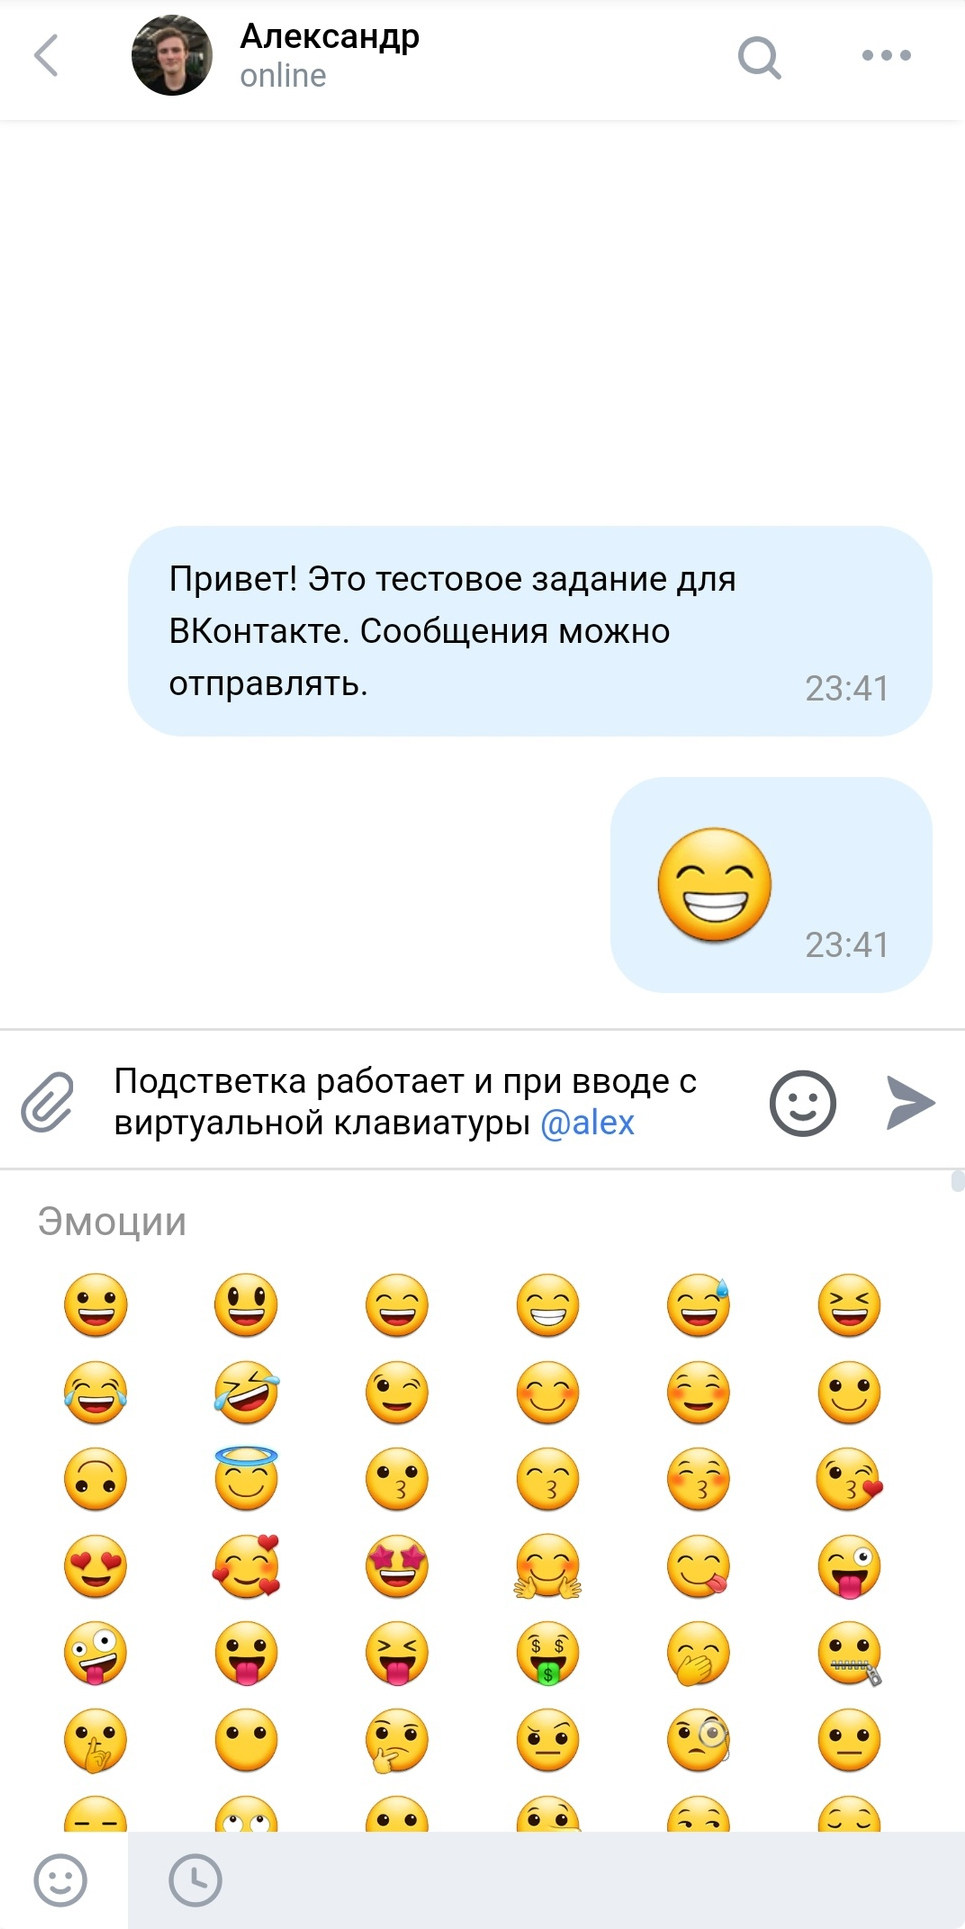 Александр
online
Привет! Это тестовое задание для
ВКонтакте. Сообщения можно
отправлять.
23:41
23:41
Подстветка работает и при вводе с
виртуальной клавиатуры @alex
Эмоции